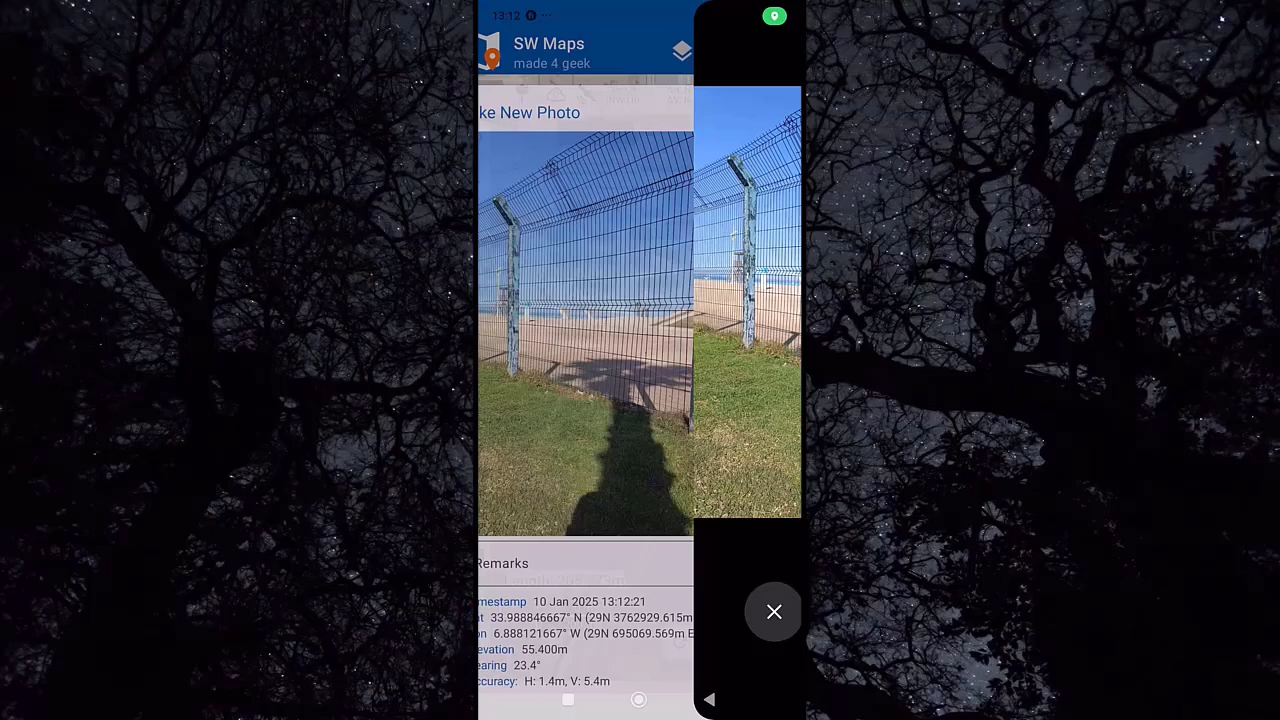 13:12
SW Maps
made 4 geek
ke New Photo
Remarks
Length:
mestamp 10 Jan 2025 13:12:21
at 33.988846667° N (29N 3762929.615m
on 6.888121667° W (29N 695069.569m E
evation 55.400m
earing 23.4°
ccuracy: H: 1.4m, V: 5.4m